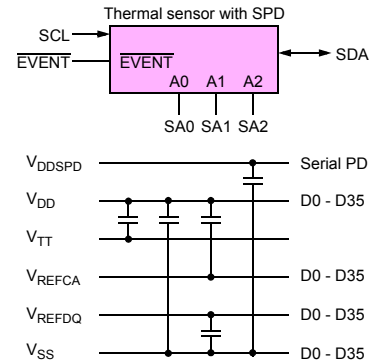 Thermal sensor with SPD
SCL
EVENT EVENT SDA
A0 A1 A2
SA0 SA1 SA2
VDDSPD Serial PD
VDD D0 - D35
VTT
VREFCA D0 - D35
VREFDQ D0 - D35
VSS D0 - D35